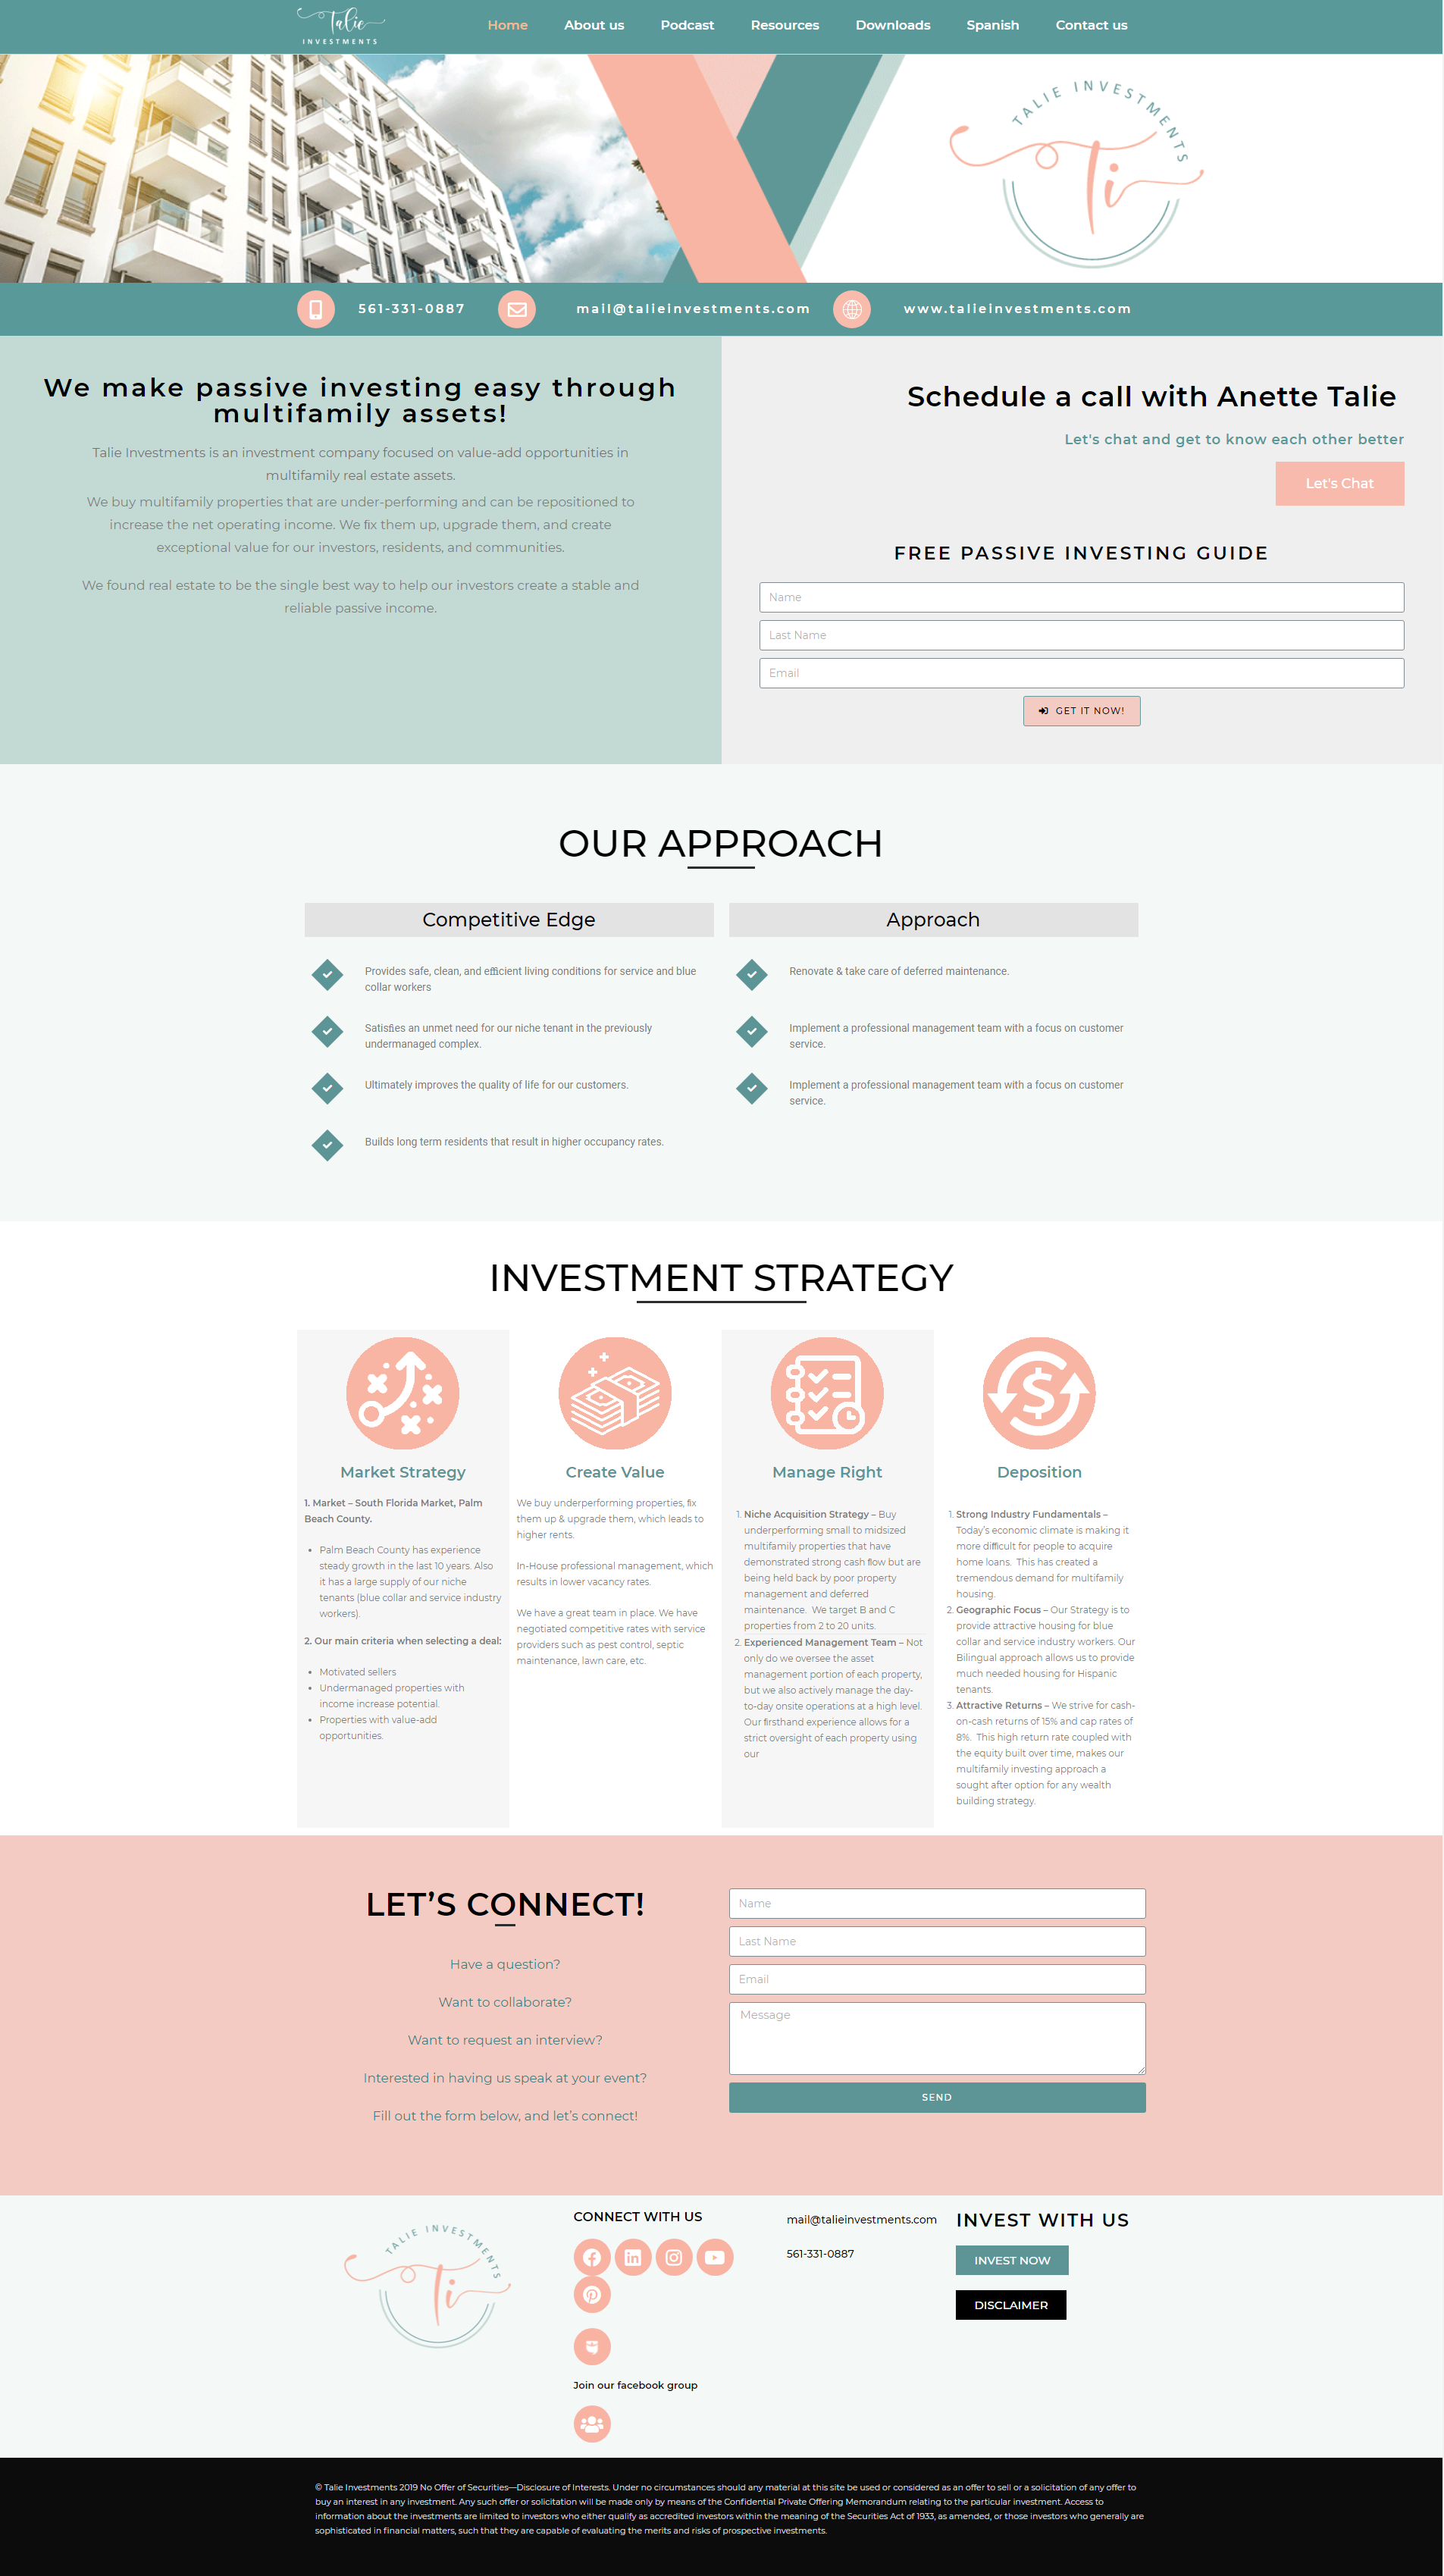 Talie
INVESTMENTS
Home
About us
Podcast
Resources
Downloads
Spanish
Contact us
TALIE INVESTMENTS
Ti
561-331-0887
mail@talieinvestments.com
www.talieinvestments.com
We make passive investing easy through
multifamily assets!
Talie Investments is an investment company focused on value-add opportunities in
multifamily real estate assets.
We buy multifamily properties that are under-performing and can be repositioned to
increase the net operating income. We fix them up, upgrade them, and create
exceptional value for our investors, residents, and communities.
We found real estate to be the single best way to help our investors create a stable and
reliable passive income.
Schedule a call with Anette Talie
Let's chat and get to know each other better
Let's Chat
FREE PASSIVE INVESTING GUIDE
Name
Last Name
Email
GET IT NOW!
OUR APPROACH
Competitive Edge
Provides safe, clean, and efficient living conditions for service and blue
collar workers
Satisfies an unmet need for our niche tenant in the previously
undermanaged complex.
Ultimately improves the quality of life for our customers.
Builds long term residents that result in higher occupancy rates.
Approach
Renovate & take care of deferred maintenance.
Implement a professional management team with a focus on customer
service.
Implement a professional management team with a focus on customer
service.
INVESTMENT STRATEGY
Market Strategy
1. Market – South Florida Market, Palm
Beach County.
• Palm Beach County has experience
steady growth in the last 10 years. Also
it has a large supply of our niche
tenants (blue collar and service industry
workers).
2. Our main criteria when selecting a deal:
• Motivated sellers
• Undermanaged properties with
income increase potential.
• Properties with value-add
opportunities.
Create Value
We buy underperforming properties, fix
them up & upgrade them, which leads to
higher rents.
In-House professional management, which
results in lower vacancy rates.
We have a great team in place. We have
negotiated competitive rates with service
providers such as pest control, septic
maintenance, lawn care, etc.
Manage Right
1. Niche Acquisition Strategy – Buy
underperforming small to midsized
multifamily properties that have
demonstrated strong cash flow but are
being held back by poor property
management and deferred
maintenance.  We target B and C
properties from 2 to 20 units.
2. Experienced Management Team – Not
only do we oversee the asset
management portion of each property,
but we also actively manage the day-
to-day onsite operations at a high level.
Our firsthand experience allows for a
strict oversight of each property using
our
Deposition
1. Strong Industry Fundamentals –
Today's economic climate is making it
more difficult for people to acquire
home loans.  This has created a
tremendous demand for multifamily
housing.
2. Geographic Focus – Our Strategy is to
provide attractive housing for blue
collar and service industry workers. Our
Bilingual approach allows us to provide
much needed housing for Hispanic
tenants.
3. Attractive Returns – We strive for cash-
on-cash returns of 15% and cap rates of
8%.  This high return rate coupled with
the equity built over time, makes our
multifamily investing approach a
sought after option for any wealth
building strategy.
LET'S CONNECT!
Have a question?
Want to collaborate?
Want to request an interview?
Interested in having us speak at your event?
Fill out the form below, and let's connect!
Name
Last Name
Email
Message
SEND
TALIE INVESTMENTS
Ti
CONNECT WITH US
Join our facebook group
mail@talieinvestments.com
561-331-0887
INVEST WITH US
INVEST NOW
DISCLAIMER
© Talie Investments 2019 No Offer of Securities—Disclosure of Interests. Under no circumstances should any material at this site be used or considered as an offer to sell or a solicitation of any offer to
buy an interest in any investment. Any such offer or solicitation will be made only by means of the Confidential Private Offering Memorandum relating to the particular investment. Access to
information about the investments are limited to investors who either qualify as accredited investors within the meaning of the Securities Act of 1933, as amended, or those investors who generally are
sophisticated in financial matters, such that they are capable of evaluating the merits and risks of prospective investments.